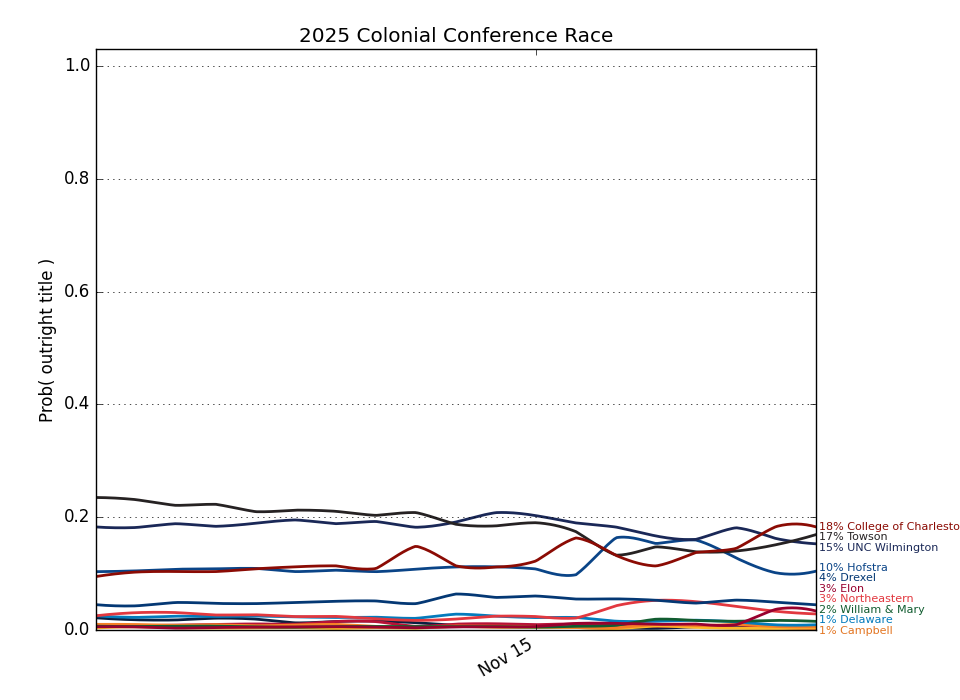 2025 Colonial Conference Race
1.0
0.8
0.6
0.4
0.2
0.0
Prob( outright title )
Nov 15
18% College of Charlesto
17% Towson
15% UNC Wilmington
10% Hofstra
4% Drexel
3% Elon
3% Northeastern
2% William & Mary
1% Delaware
1% Campbell